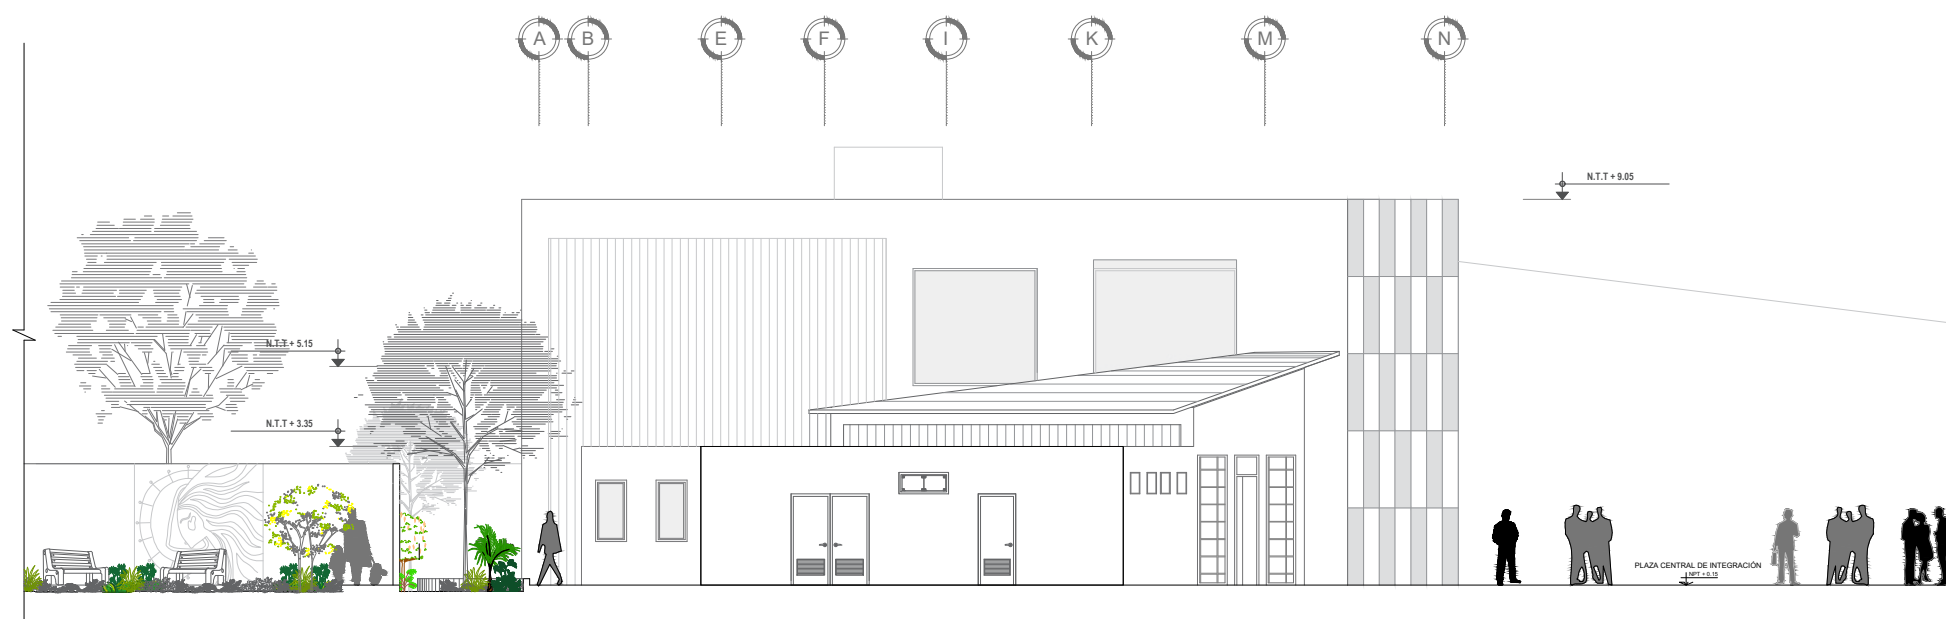 A B E F I K M N
N.T.T + 9.05
N.T.T + 5.15
N.T.T + 3.35
PLAZA CENTRAL DE INTEGRACIÓN
NPT + 0.15